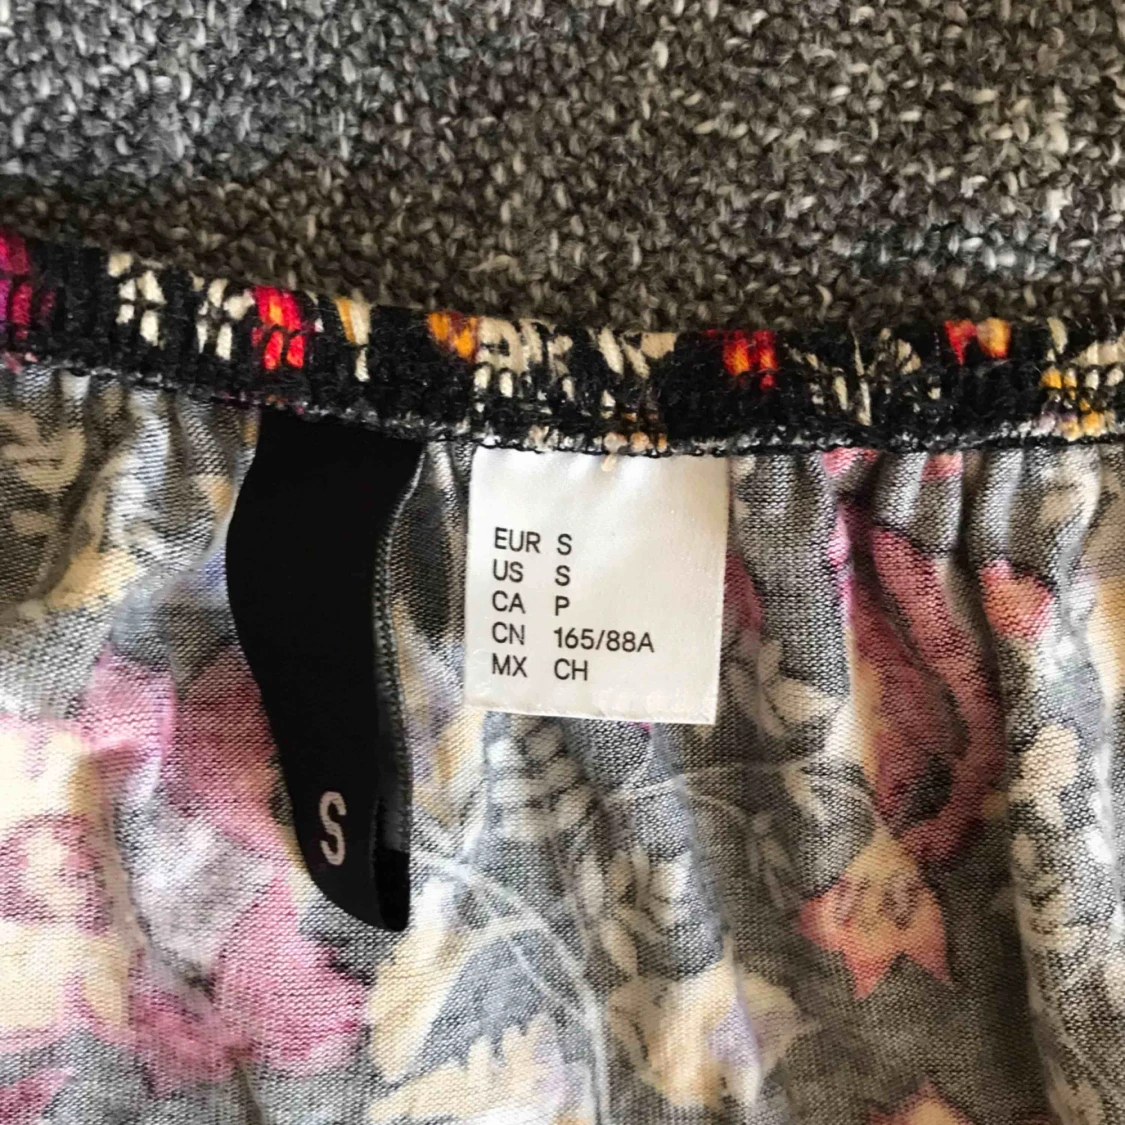 EUR S
US S
CA P
CN 165/88A
MX CH
S